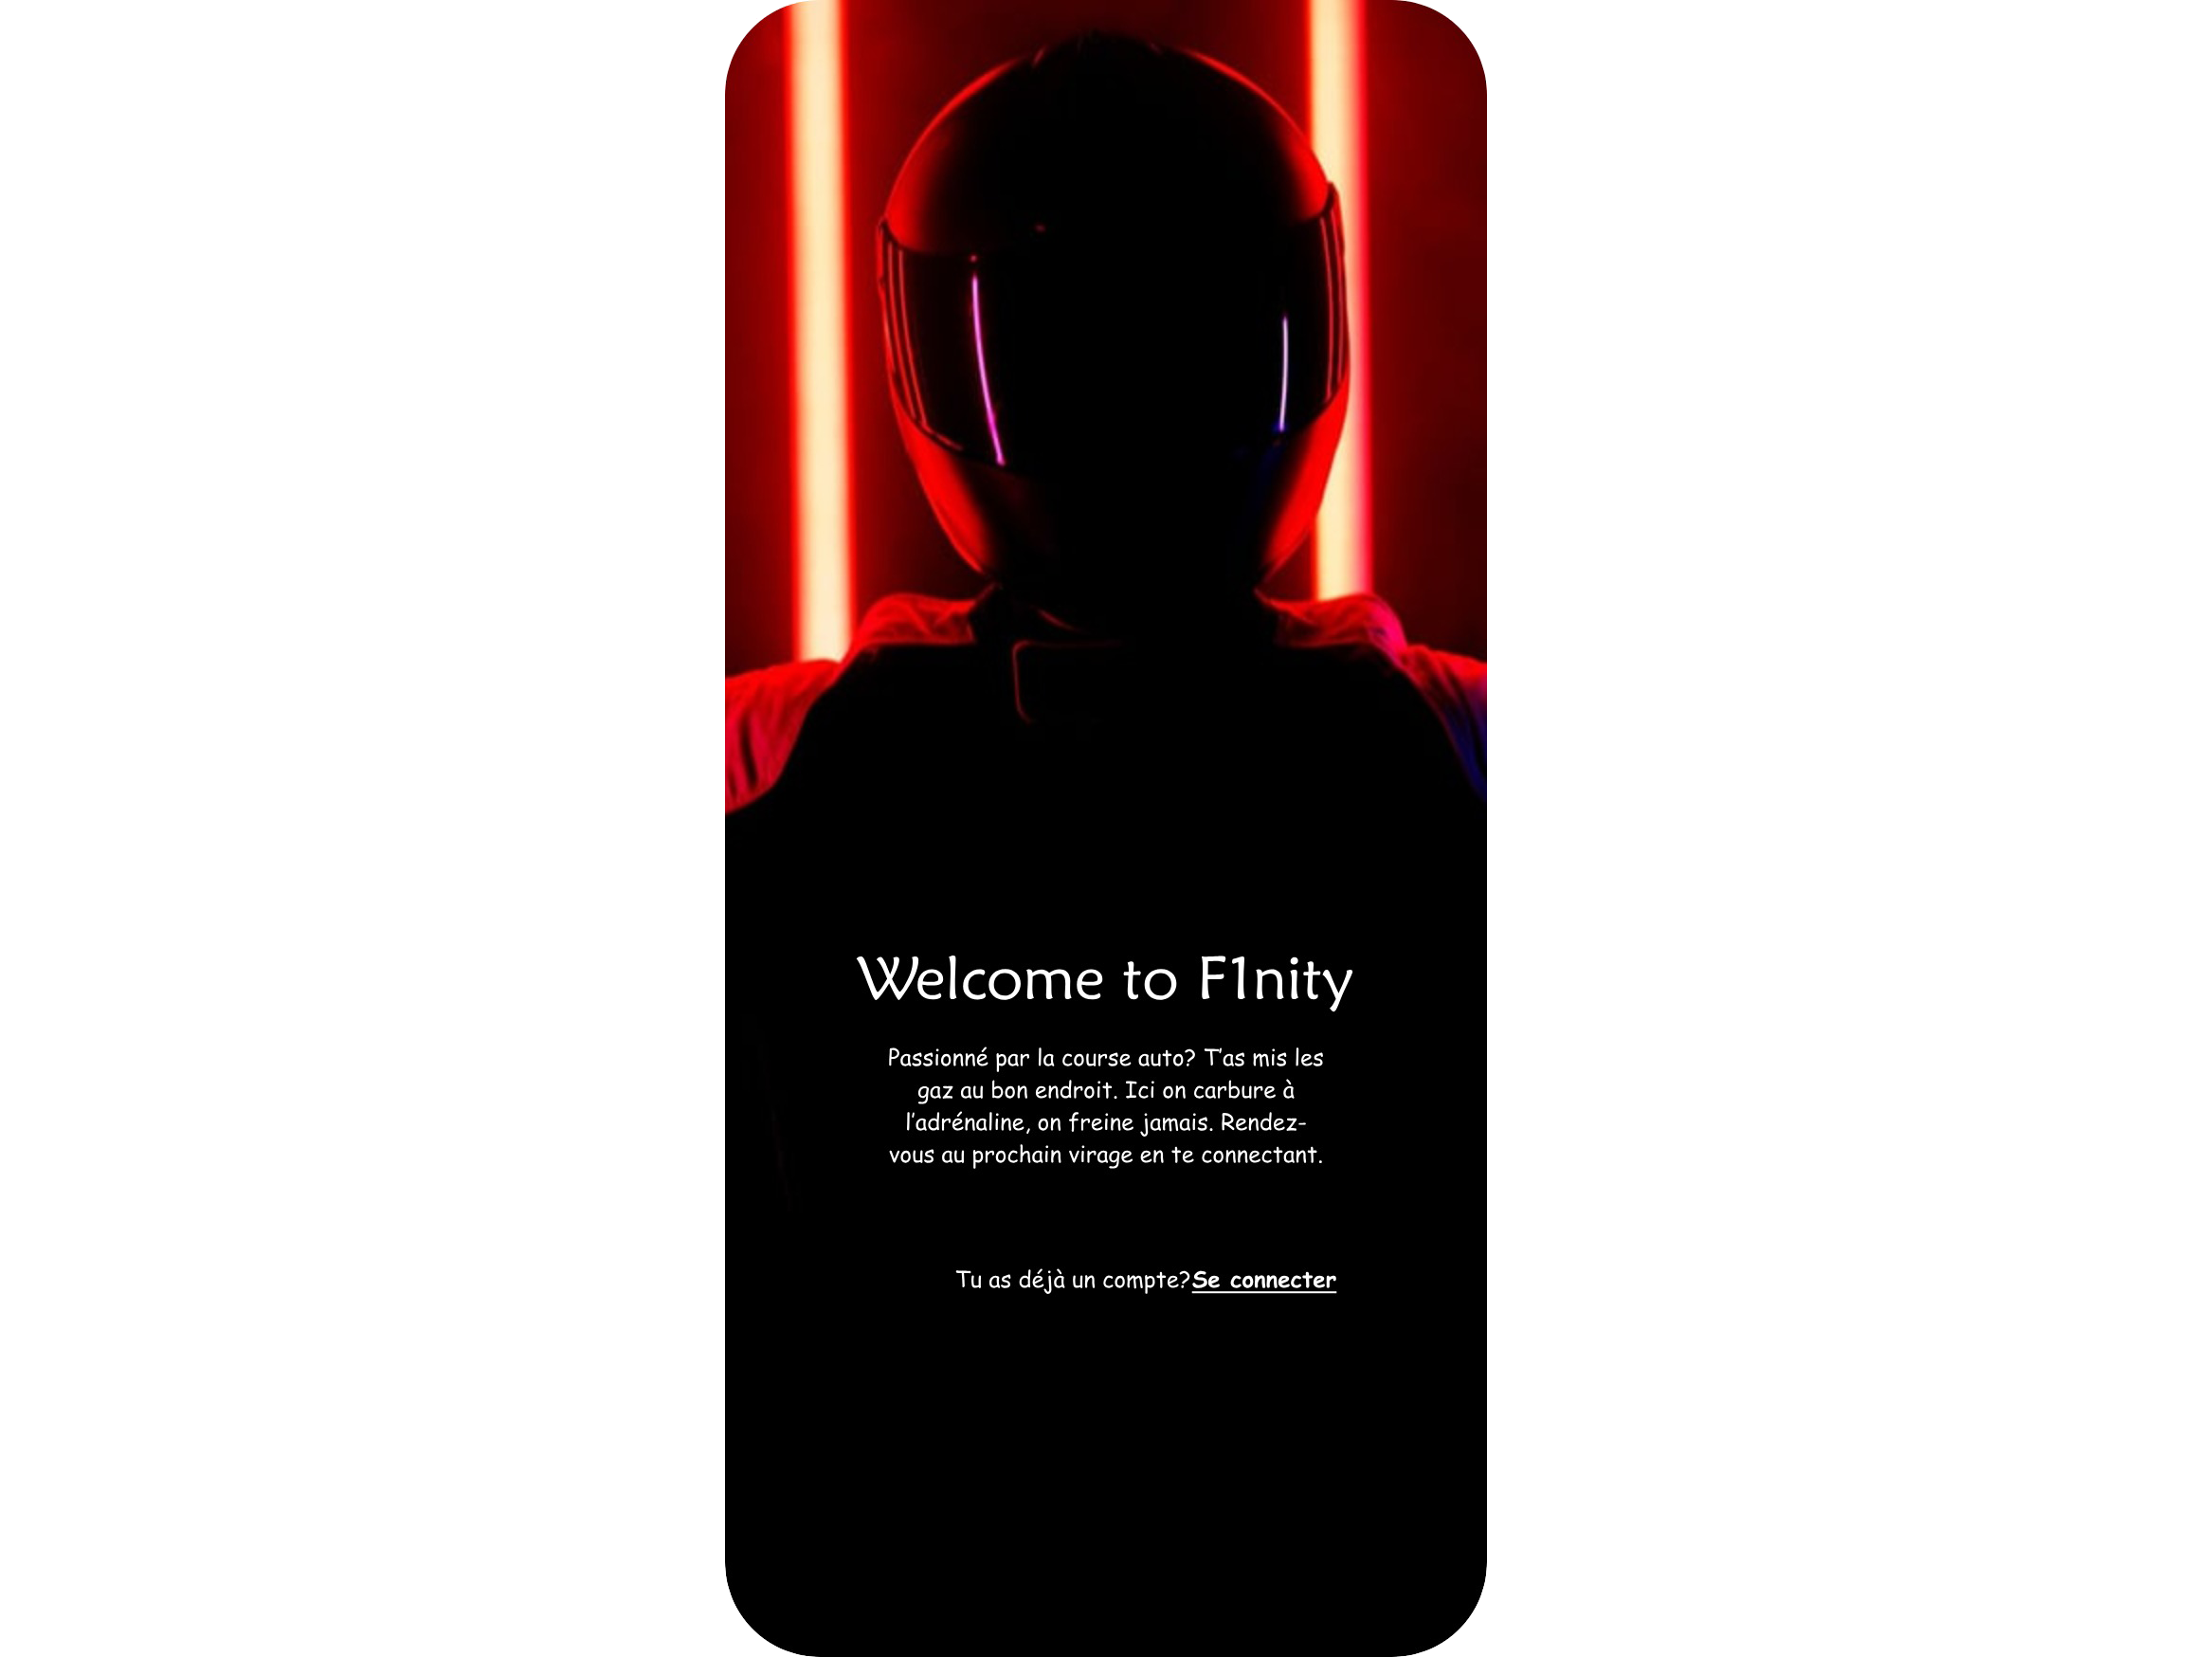 Welcome to F1nity
Passionné par la course auto? T'as mis les
gaz au bon endroit. Ici on carbure à
l'adrénaline, on freine jamais. Rendez-
vous au prochain virage en te connectant.
Tu as déjà un compte?Se connecter